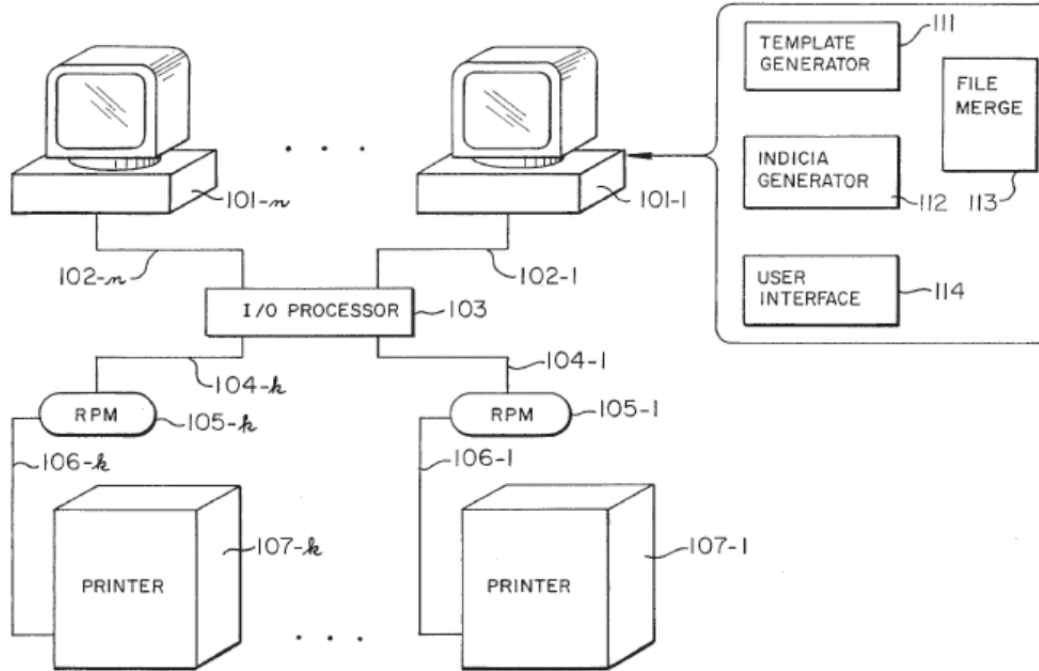 TEMPLATE
GENERATOR
111
FILE
MERGE
INDICIA
GENERATOR
112
113
101-n
101-1
102-n
102-1
USER
INTERFACE
114
I/O PROCESSOR
103
104-k
104-1
RPM
105-k
RPM
105-1
106-k
106-1
107-k
107-1
PRINTER
PRINTER